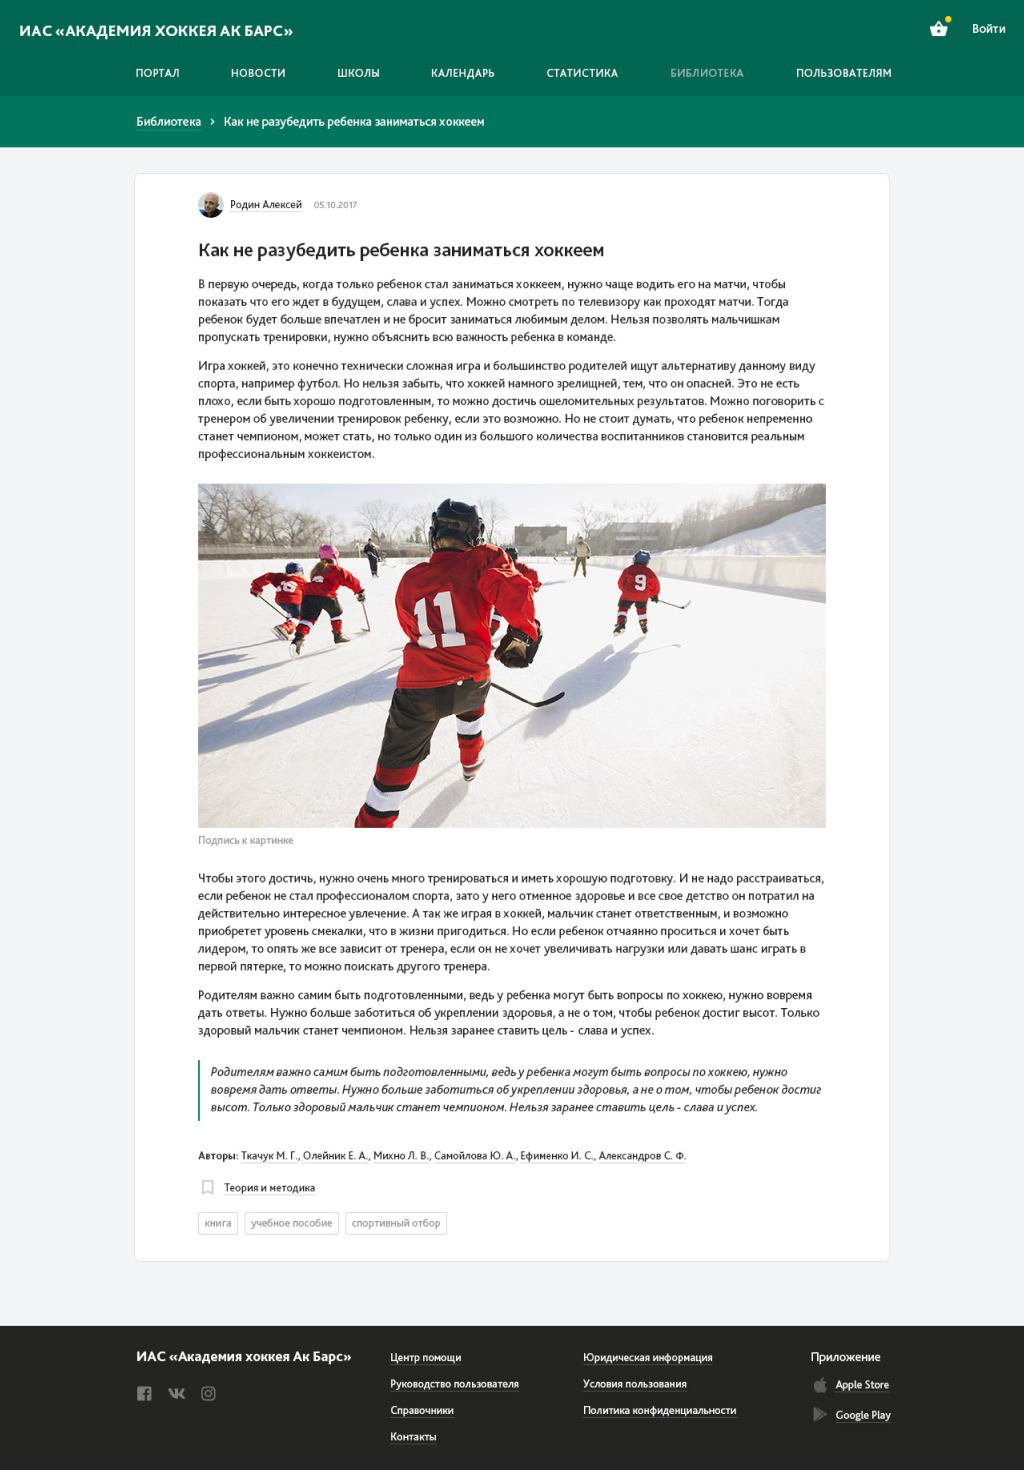 ИАС «АКАДЕМИЯ ХОККЕЯ АК БАРС»
Войти
ПОРТАЛ НОВОСТИ ШКОЛЫ КАЛЕНДАРЬ СТАТИСТИКА БИБЛИОТЕКА ПОЛЬЗОВАТЕЛЯМ
Библиотека > Как не разубедить ребенка заниматься хоккеем
Родин Алексей 05.10.2017
Как не разубедить ребенка заниматься хоккеем
В первую очередь, когда только ребенок стал заниматься хоккеем, нужно чаще водить его на матчи, чтобы
показать что его ждет в будущем, слава и успех. Можно смотреть по телевизору как проходят матчи. Тогда
ребенок будет больше впечатлен и не бросит заниматься любимым делом. Нельзя позволять мальчишкам
пропускать тренировки, нужно объяснить всю важность ребенка в команде.
Игра хоккей, это конечно технически сложная игра и большинство родителей ищут альтернативу данному виду
спорта, например футбол. Но нельзя забыть, что хоккей намного зрелищней, тем, что он опасней. Это не есть
плохо, если быть хорошо подготовленным, то можно достичь ошеломительных результатов. Можно поговорить с
тренером об увеличении тренировок ребенку, если это возможно. Но не стоит думать, что ребенок непременно
станет чемпионом, может стать, но только один из большого количества воспитанников становится реальным
профессиональным хоккеистом.
11
9
Подпись к картинке
Чтобы этого достичь, нужно очень много тренироваться и иметь хорошую подготовку. И не надо расстраиваться,
если ребенок не стал профессионалом спорта, зато у него отменное здоровье и все свое детство он потратил на
действительно интересное увлечение. А так же играя в хоккей, мальчик станет ответственным, и возможно
приобретет уровень смекалки, что в жизни пригодиться. Но если ребенок отчаянно проситься и хочет быть
лидером, то опять же все зависит от тренера, если он не хочет увеличивать нагрузки или давать шанс играть в
первой пятерке, то можно поискать другого тренера.
Родителям важно самим быть подготовленными, ведь у ребенка могут быть вопросы по хоккею, нужно вовремя
дать ответы. Нужно больше заботиться об укреплении здоровья, а не о том, чтобы ребенок достиг высот. Только
здоровый мальчик станет чемпионом. Нельзя заранее ставить цель - слава и успех.
Родителям важно самим быть подготовленными, ведь у ребенка могут быть вопросы по хоккею, нужно
вовремя дать ответы. Нужно больше заботиться об укреплении здоровья, а не о том, чтобы ребенок достиг
высот. Только здоровый мальчик станет чемпионом. Нельзя заранее ставить цель - слава и успех.
Авторы: Ткачук М. Г., Олейник Е. А., Михно Л. В., Самойлова Ю. А., Ефименко И. С., Александров С. Ф.
Теория и методика
книга учебное пособие спортивный отбор
ИАС «Академия хоккея Ак Барс»
Центр помощи
Руководство пользователя
Справочники
Контакты
Юридическая информация
Условия пользования
Политика конфиденциальности
Приложение
Apple Store
Google Play